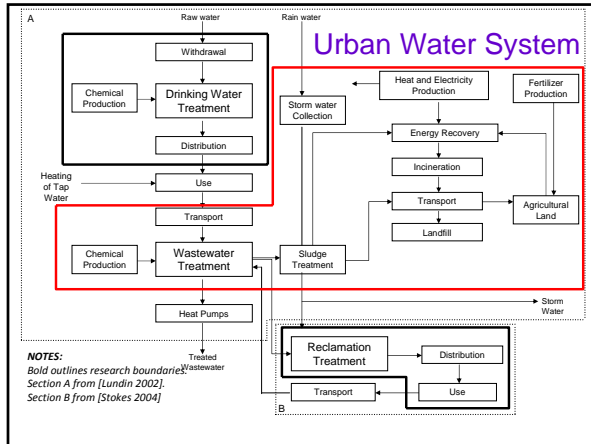 A
Raw water
Rain water
Urban Water System
Withdrawal
Chemical
Production
Drinking Water
Treatment
Distribution
Storm water
Collection
Heat and Electricity
Production
Fertilizer
Production
Energy Recovery
Incineration
Heating
of Tap
Water
Use
Transport
Transport
Agricultural
Land
Landfill
Chemical
Production
Wastewater
Treatment
Sludge
Treatment
Heat Pumps
Storm
Water
Treated
Wastewater
NOTES:
Bold outlines research boundaries.
Section A from [Lundin 2002].
Section B from [Stokes 2004]
Reclamation
Treatment
Distribution
Transport
Use
B